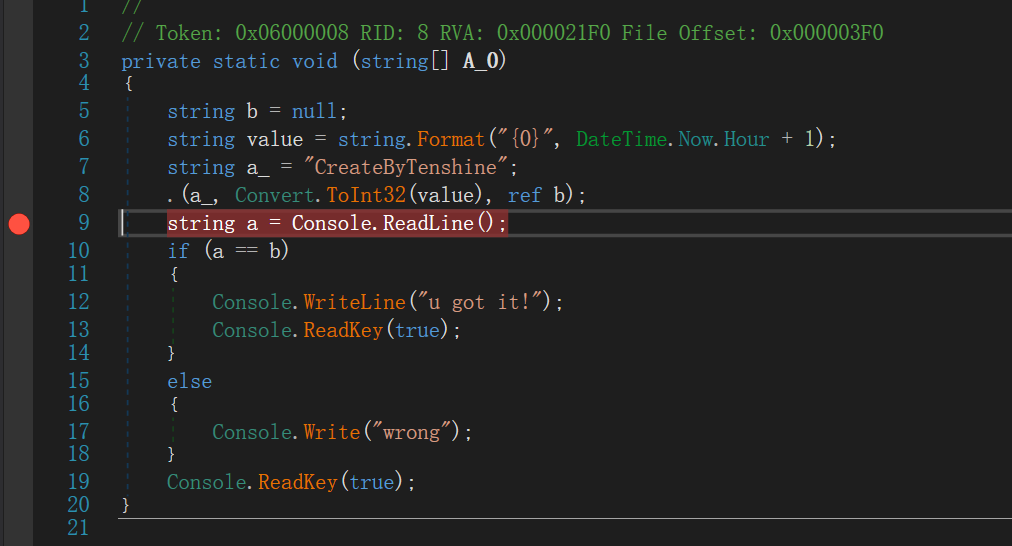 1 //
2 // Token: 0x06000008 RID: 8 RVA: 0x000021F0 File Offset: 0x000003F0
3 private static void (string[] A_0)
4 {
5 string b = null;
6 string value = string.Format("{0}", DateTime.Now.Hour + 1);
7 string a_ = "CreateByTenshine";
8 .(a_, Convert.ToInt32(value), ref b);
9 string a = Console.ReadLine();
10 if (a == b)
11 {
12 Console.WriteLine("u got it!");
13 Console.ReadKey(true);
14 }
15 else
16 {
17 Console.Write("wrong");
18 }
19 Console.ReadKey(true);
20 }
21